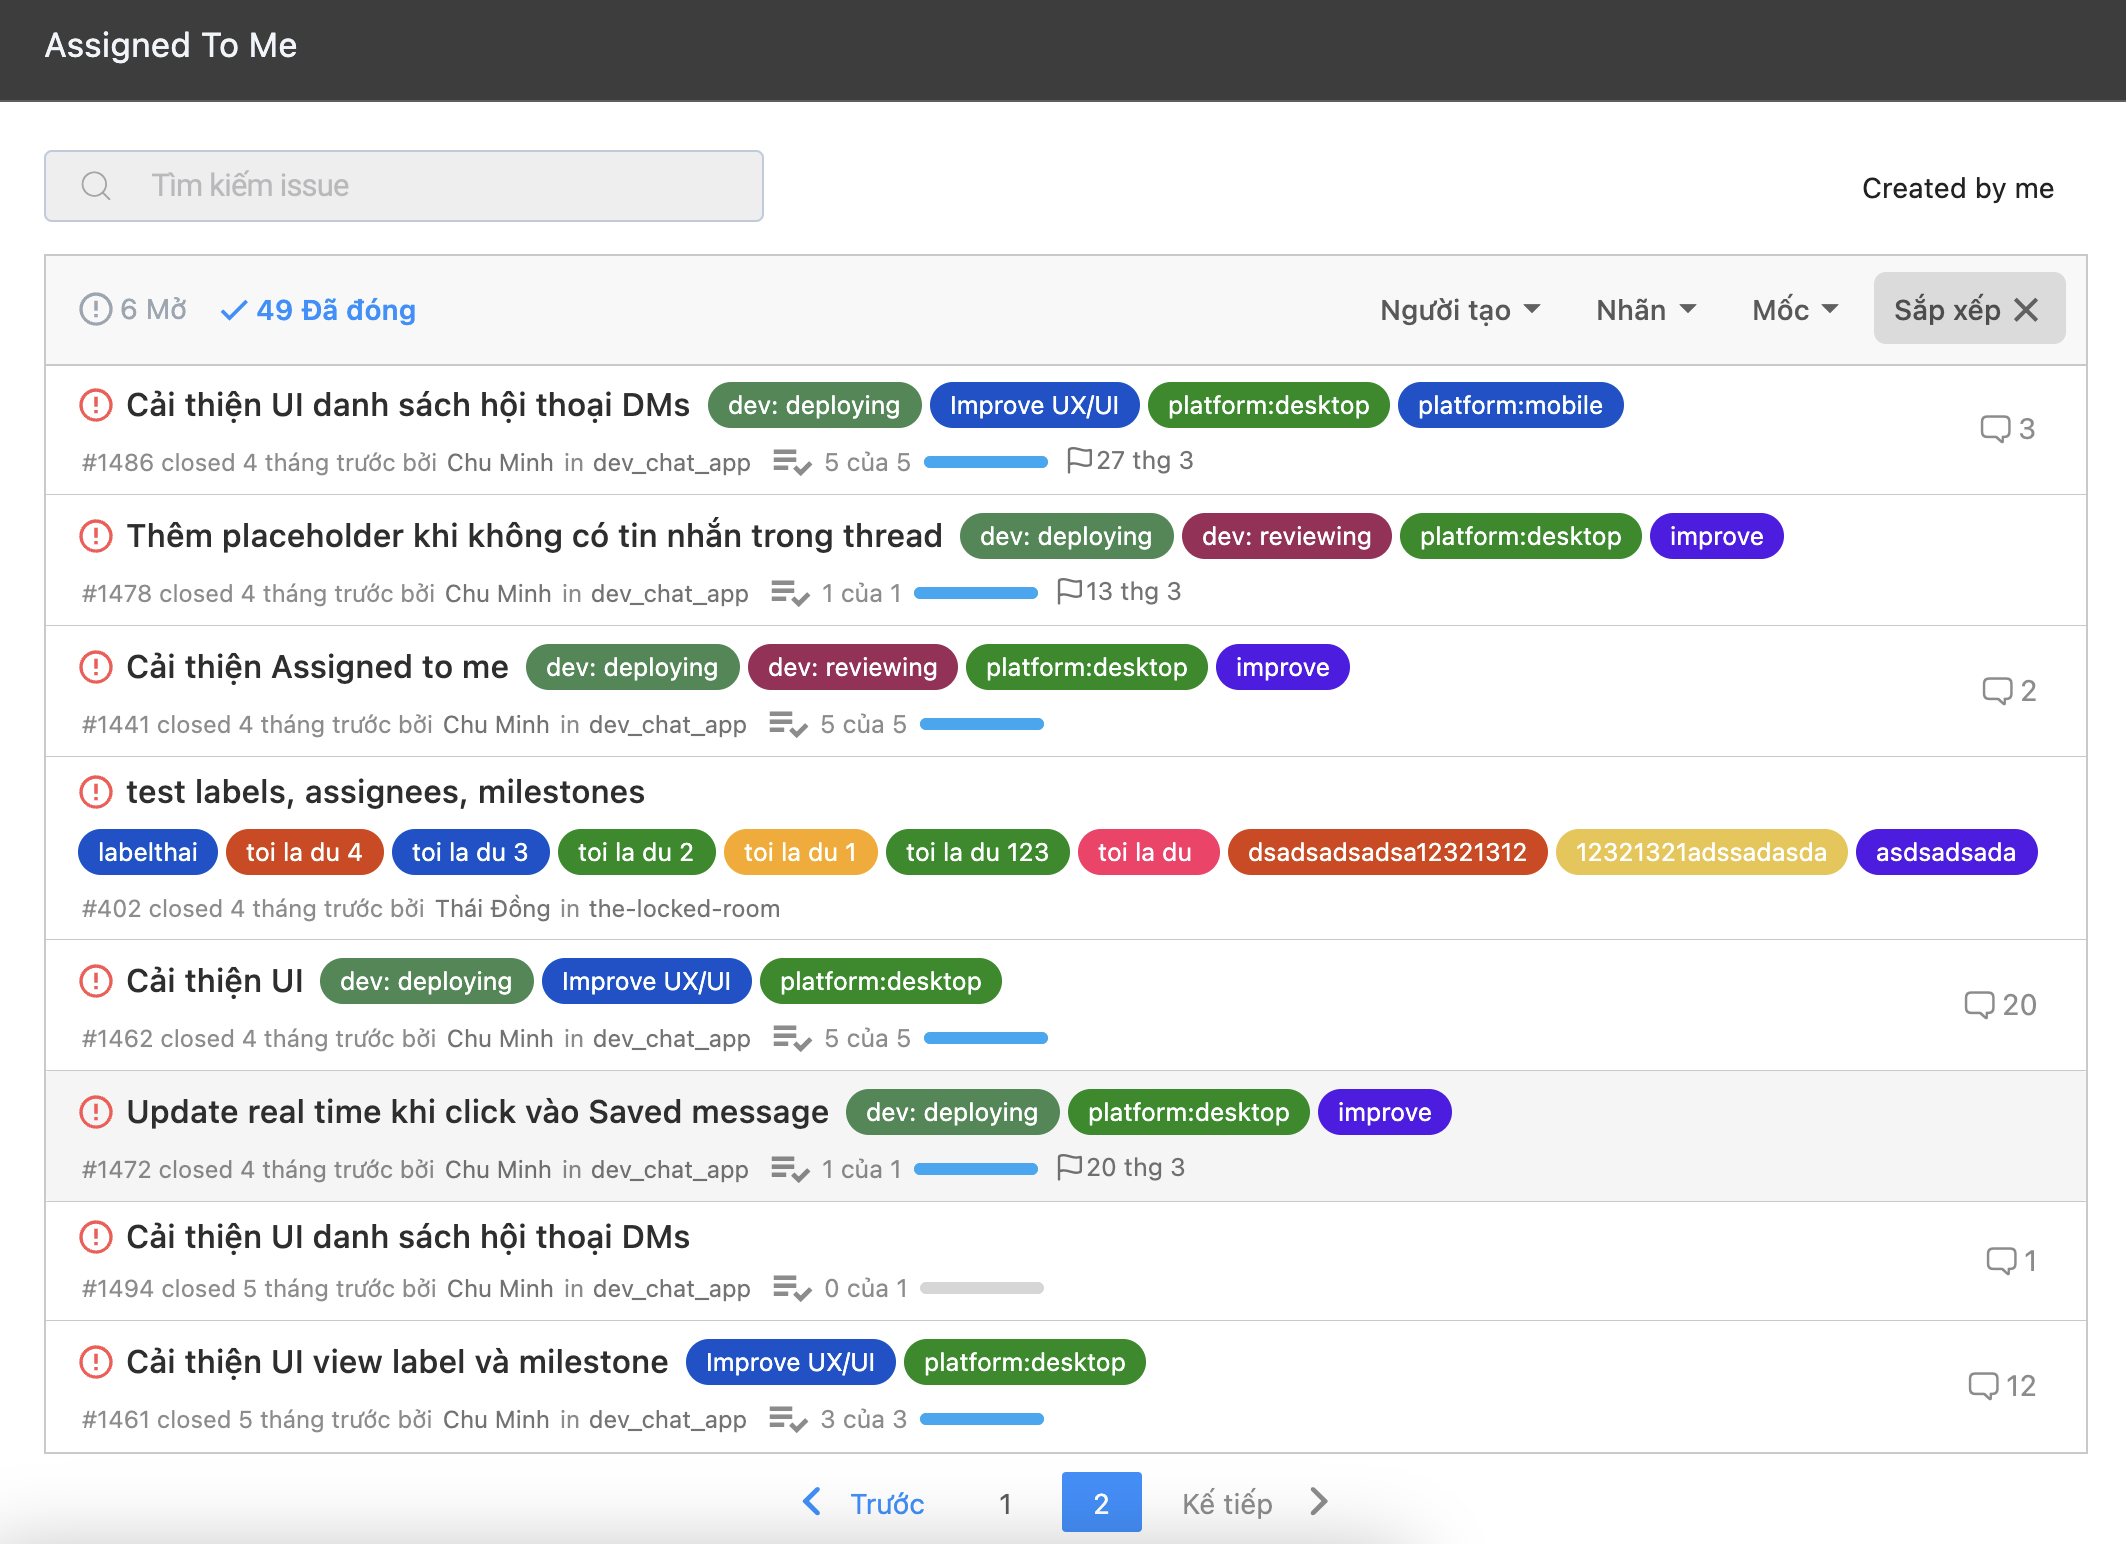 Assigned To Me
Tìm kiếm issue
Created by me
6 Mở 49 Đã đóng Người tạo Nhãn Mốc Sắp xếp
Cải thiện UI danh sách hội thoại DMs dev: deploying Improve UX/UI platform:desktop platform:mobile
3
#1486 closed 4 tháng trước bởi Chu Minh in dev_chat_app 5 của 5 27 thg 3
Thêm placeholder khi không có tin nhắn trong thread dev: deploying dev: reviewing platform:desktop improve
#1478 closed 4 tháng trước bởi Chu Minh in dev_chat_app 1 của 1 13 thg 3
Cải thiện Assigned to me dev: deploying dev: reviewing platform:desktop improve
2
#1441 closed 4 tháng trước bởi Chu Minh in dev_chat_app 5 của 5
test labels, assignees, milestones
labelthai toi la du 4 toi la du 3 toi la du 2 toi la du 1 toi la du 123 toi la du dsadsadsadsa12321312 12321321adssadasda asdsadsada
#402 closed 4 tháng trước bởi Thái Đồng in the-locked-room
Cải thiện UI dev: deploying Improve UX/UI platform:desktop
20
#1462 closed 4 tháng trước bởi Chu Minh in dev_chat_app 5 của 5
Update real time khi click vào Saved message dev: deploying platform:desktop improve
#1472 closed 4 tháng trước bởi Chu Minh in dev_chat_app 1 của 1 20 thg 3
Cải thiện UI danh sách hội thoại DMs
1
#1494 closed 5 tháng trước bởi Chu Minh in dev_chat_app 0 của 1
Cải thiện UI view label và milestone Improve UX/UI platform:desktop
12
#1461 closed 5 tháng trước bởi Chu Minh in dev_chat_app 3 của 3
Trước 1 2 Kế tiếp